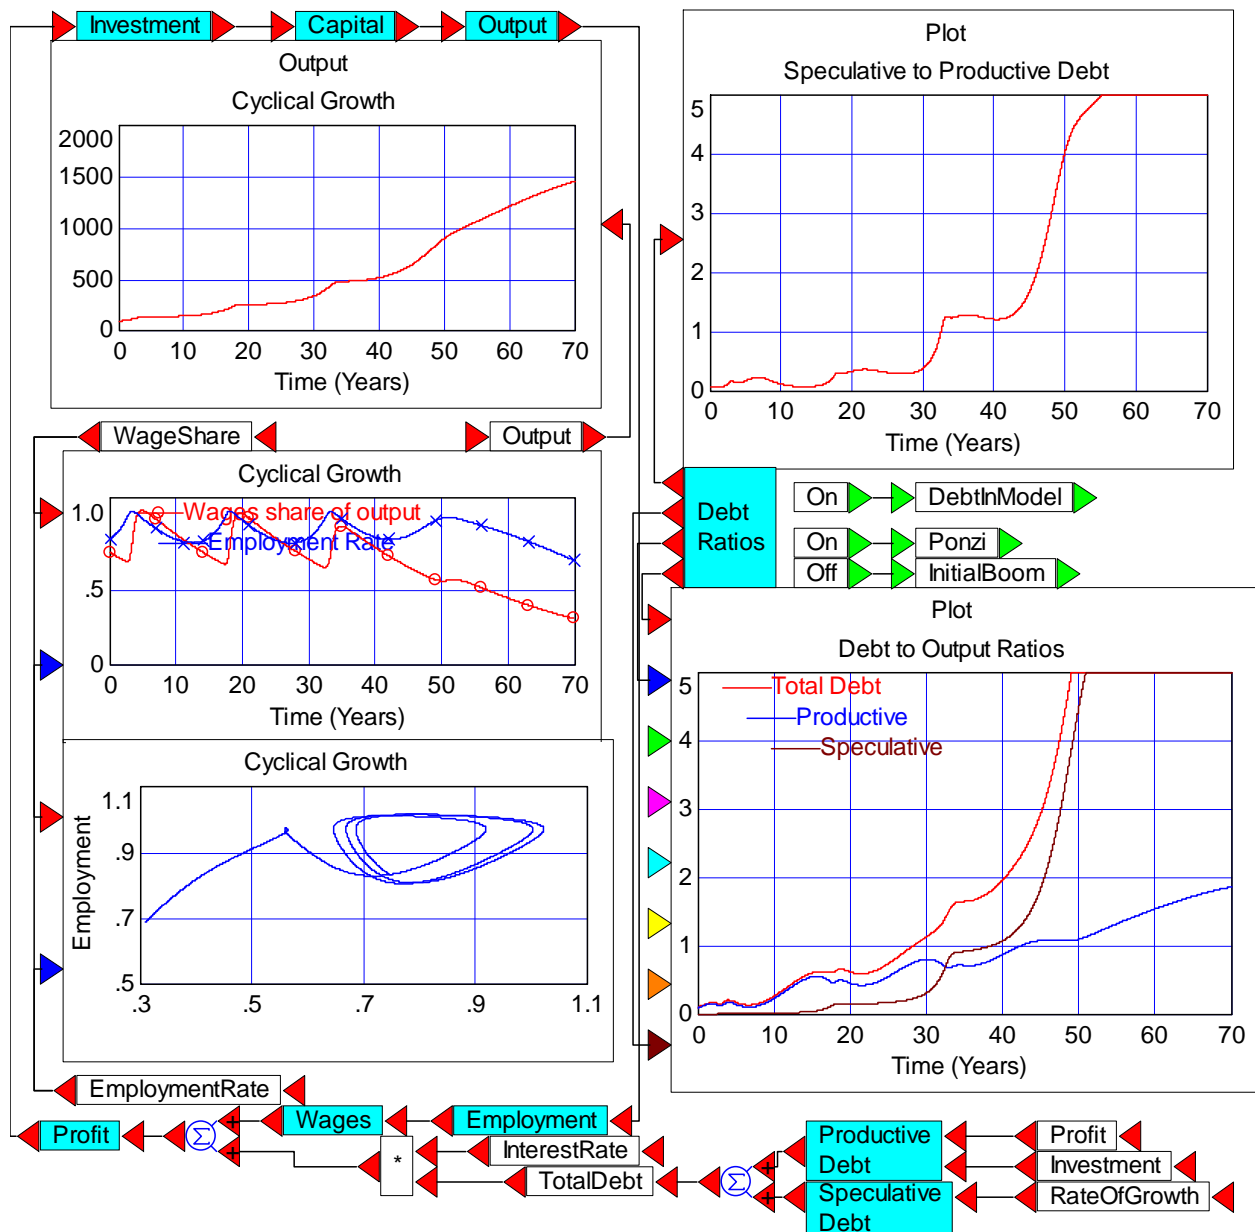 Investment
Capital
Output
Output
Cyclical Growth
2000
1500
1000
500
0
0 10 20 30 40 50 60 70
Time (Years)
Plot
Speculative to Productive Debt
5
4
3
2
1
0
0 10 20 30 40 50 60 70
Time (Years)
WageShare
Output
Cyclical Growth
Wages share of output
Employment Rate
1.0
.5
0
0 10 20 30 40 50 60 70
Time (Years)
Debt
Ratios
On DebtInModel
On Ponzi
Off InitialBoom
Cyclical Growth
Employment
1.1
.9
.7
.5
.3 .5 .7 .9 1.1
Plot
Debt to Output Ratios
Total Debt
Productive
Speculative
5
4
3
2
1
0
0 10 20 30 40 50 60 70
Time (Years)
EmploymentRate
Profit
Σ
+
+
Wages
Employment
*
InterestRate
TotalDebt
Σ
+
+
Productive
Debt
Speculative
Debt
Profit
Investment
RateOfGrowth